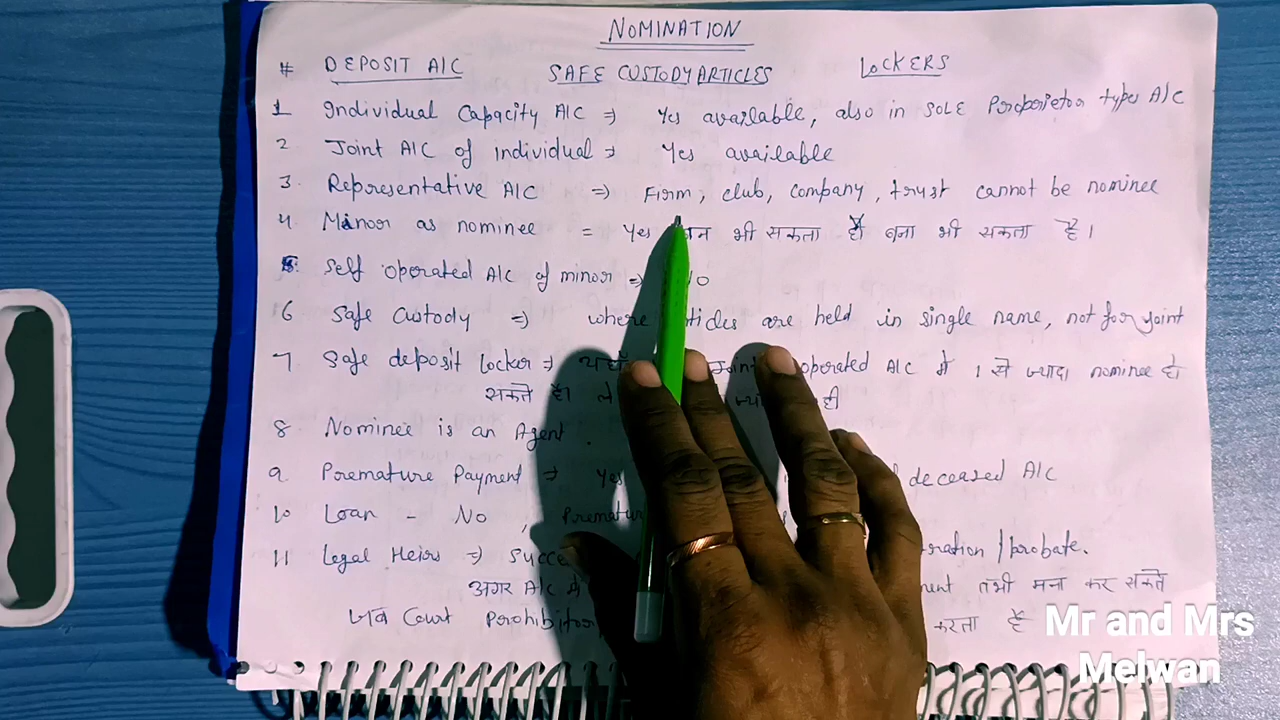 NOMINATION
# DEPOSIT A/C SAFE CUSTODY ARTICLES LOCKERS
1 Individual Capacity A/C ⇒ Yes available, also in SOLE Proprietor type A/C
2 Joint A/C of individual ⇒ Yes available
3. Representative A/C ⇒ Firm, club, company, trust cannot be nominee
4. Minor as nominee = Yes भी सकता है बना भी सकता है।
5. Self operated A/C of minor ⇒
6 Safe Custody ⇒ where are held in single name, not for joint
7 Safe deposit Locker ⇒ operated A/C में 1 से ज्यादा nominee हो
सकते है।
8 Nominee is an Agent.
9. Premature Payment ⇒ Yes deceased A/C
10 Loan - No,
11 Legal Heirs ⇒ / probate.
अगर A/C में तभी मना कर सकते
जब Court करता है
Mr and Mrs
Melwan